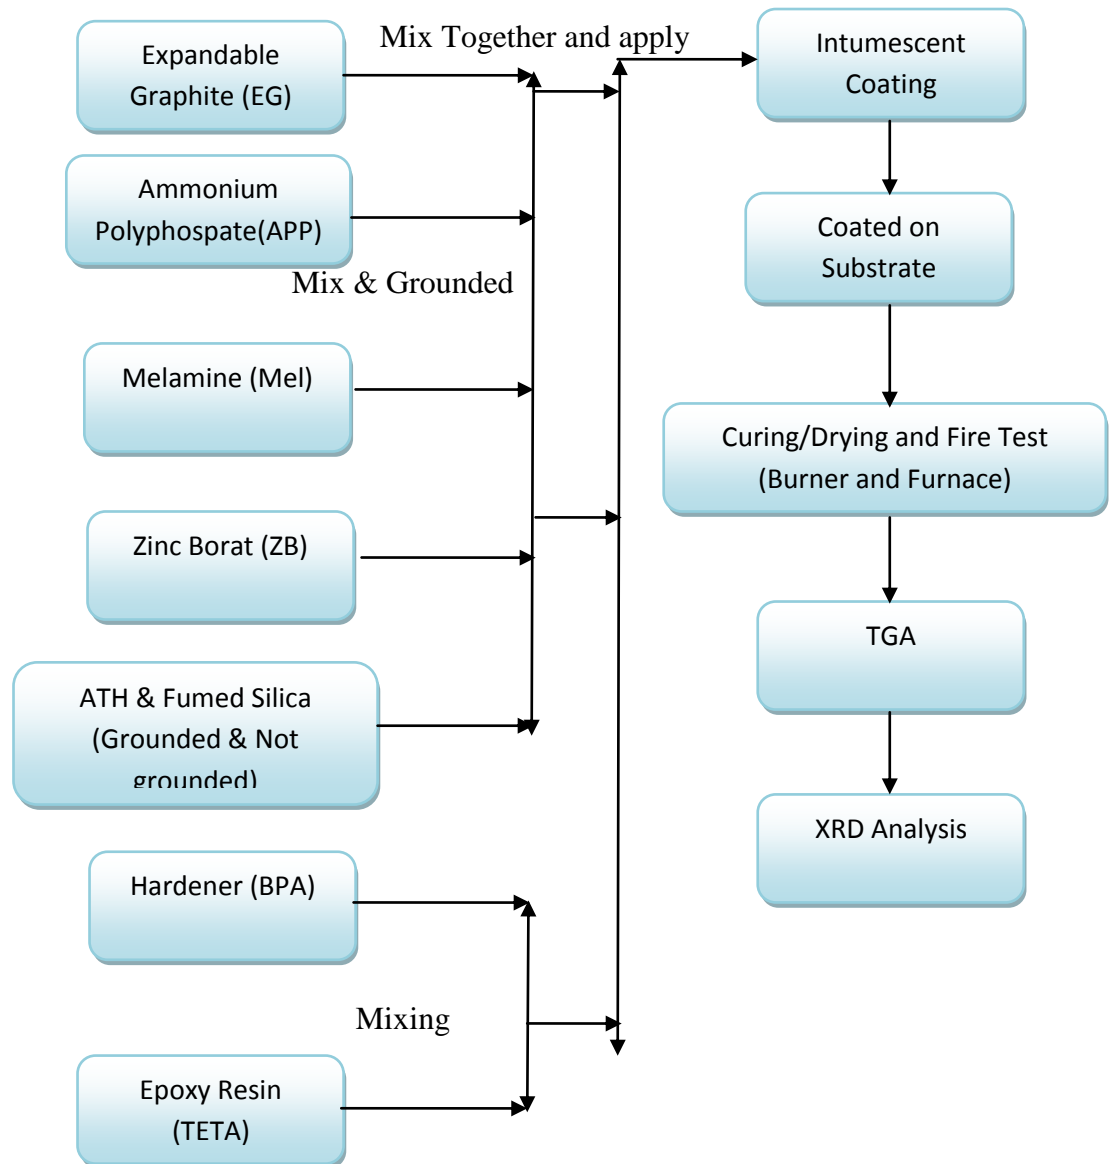 Mix Together and apply
Expandable
Graphite (EG)
Ammonium
Polyphospate(APP)
Mix & Grounded
Melamine (Mel)
Zinc Borat (ZB)
ATH & Fumed Silica
(Grounded & Not
grounded)
Hardener (BPA)
Mixing
Epoxy Resin
(TETA)
Intumescent
Coating
Coated on
Substrate
Curing/Drying and Fire Test
(Burner and Furnace)
TGA
XRD Analysis